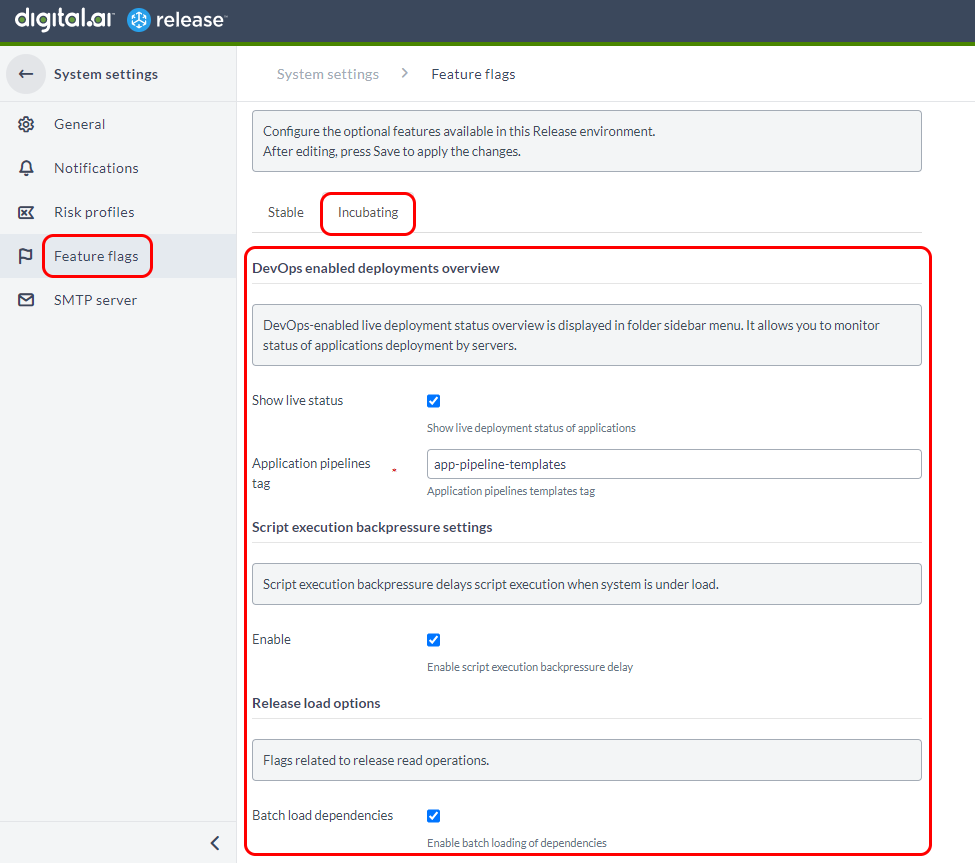 digital.ai release
System settings
General
Notifications
Risk profiles
Feature flags
SMTP server
System settings > Feature flags
Configure the optional features available in this Release environment.
After editing, press Save to apply the changes.
Stable Incubating
DevOps enabled deployments overview
DevOps-enabled live deployment status overview is displayed in folder sidebar menu. It allows you to monitor
status of applications deployment by servers.
Show live status
Show live deployment status of applications
Application pipelines
tag
*
app-pipeline-templates
Application pipelines templates tag
Script execution backpressure settings
Script execution backpressure delays script execution when system is under load.
Enable
Enable script execution backpressure delay
Release load options
Flags related to release read operations.
Batch load dependencies
Enable batch loading of dependencies